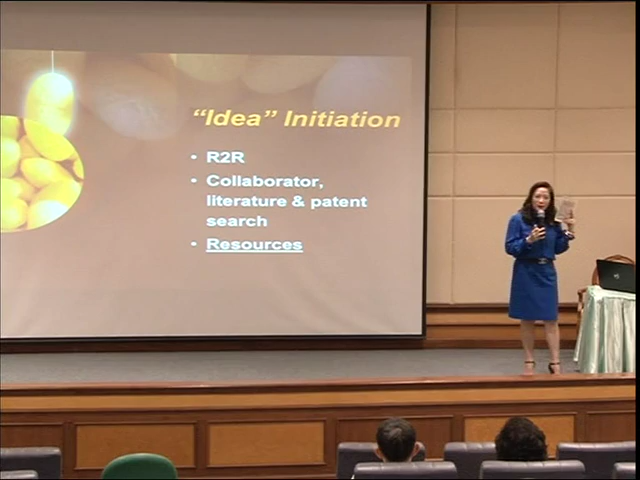 “Idea” Initiation
• R2R
• Collaborator,
literature & patent
search
• Resources